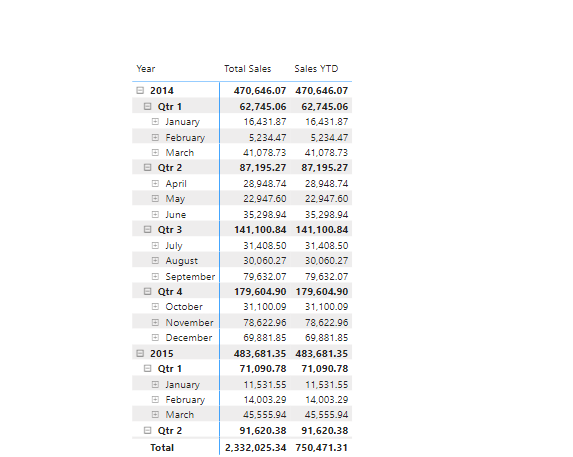 Year Total Sales Sales YTD
2014 470,646.07 470,646.07
Qtr 1 62,745.06 62,745.06
January 16,431.87 16,431.87
February 5,234.47 5,234.47
March 41,078.73 41,078.73
Qtr 2 87,195.27 87,195.27
April 28,948.74 28,948.74
May 22,947.60 22,947.60
June 35,298.94 35,298.94
Qtr 3 141,100.84 141,100.84
July 31,408.50 31,408.50
August 30,060.27 30,060.27
September 79,632.07 79,632.07
Qtr 4 179,604.90 179,604.90
October 31,100.09 31,100.09
November 78,622.96 78,622.96
December 69,881.85 69,881.85
2015 483,681.35 483,681.35
Qtr 1 71,090.78 71,090.78
January 11,531.55 11,531.55
February 14,003.29 14,003.29
March 45,555.94 45,555.94
Qtr 2 91,620.38 91,620.38
Total 2,332,025.34 750,471.31